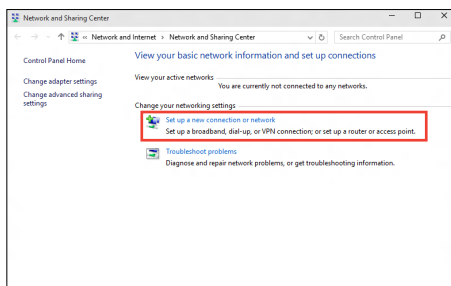 Network and Sharing Center
« Network and Internet › Network and Sharing Center
Search Control Panel
Control Panel Home
Change adapter settings
Change advanced sharing
settings
View your basic network information and set up connections
View your active networks
You are currently not connected to any networks.
Change your networking settings
Set up a new connection or network
Set up a broadband, dial-up, or VPN connection; or set up a router or access point.
Troubleshoot problems
Diagnose and repair network problems, or get troubleshooting information.